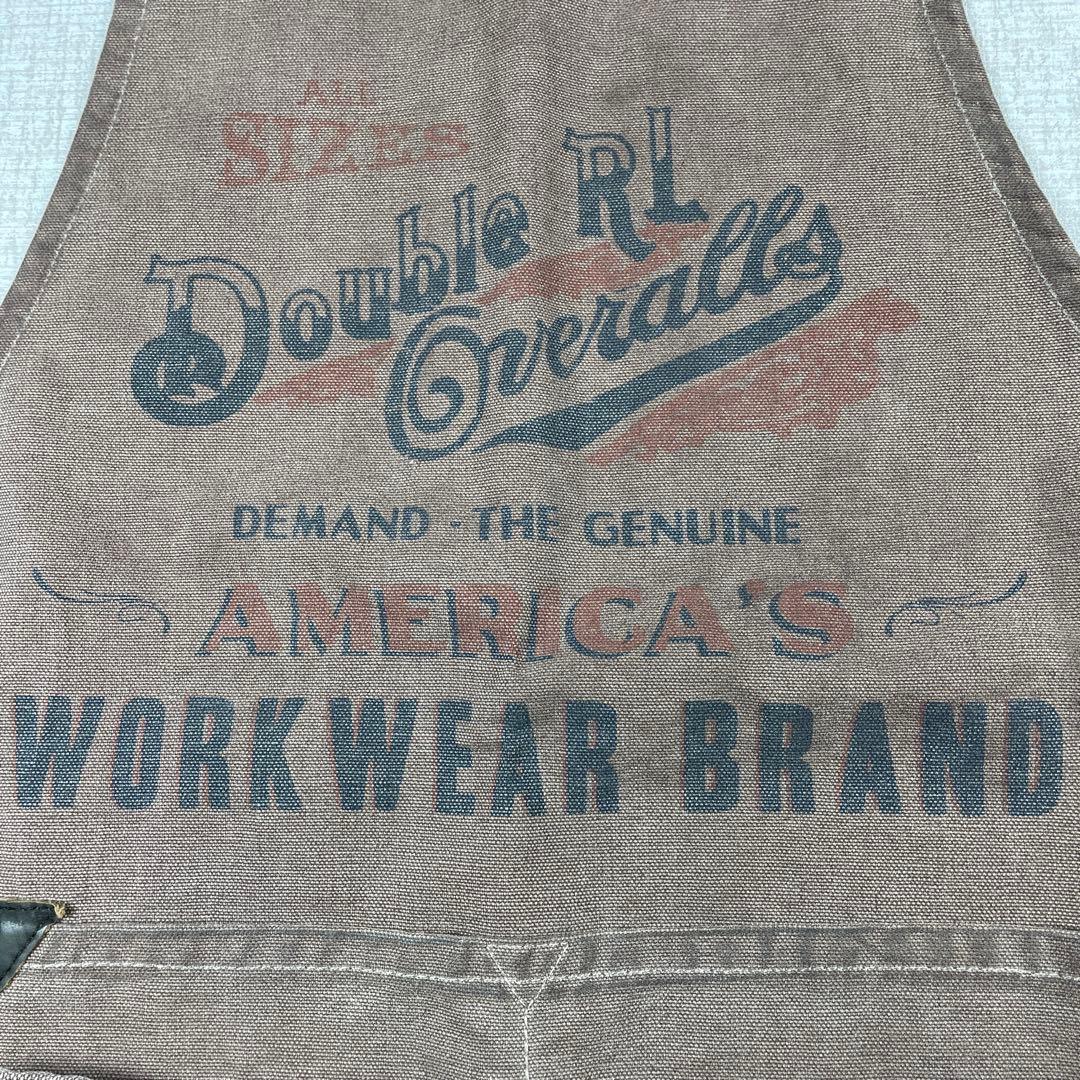 ALL
SIZES
Double RL
Overalls
DEMAND - THE GENUINE
AMERICA'S
WORKWEAR BRAND